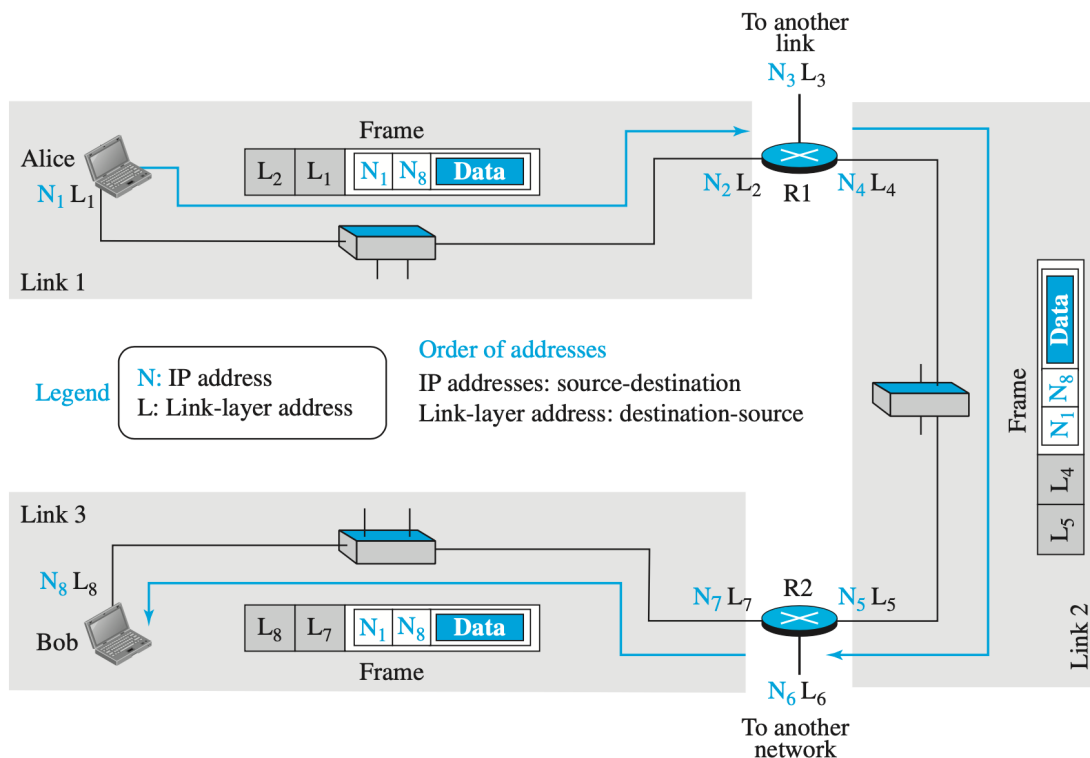 To another
link
N₃ L₃
Frame
Alice
L₂ L₁ N₁ N₈ Data
N₁ L₁
N₂ L₂
R1
N₄ L₄
Link 1
Legend
N: IP address
L: Link-layer address
Order of addresses
IP addresses: source-destination
Link-layer address: destination-source
Frame
L₅ L₄ N₁ N₈ Data
Link 2
Link 3
N₈ L₈
Bob
L₈ L₇ N₁ N₈ Data
Frame
N₇ L₇
R2
N₅ L₅
N₆ L₆
To another
network